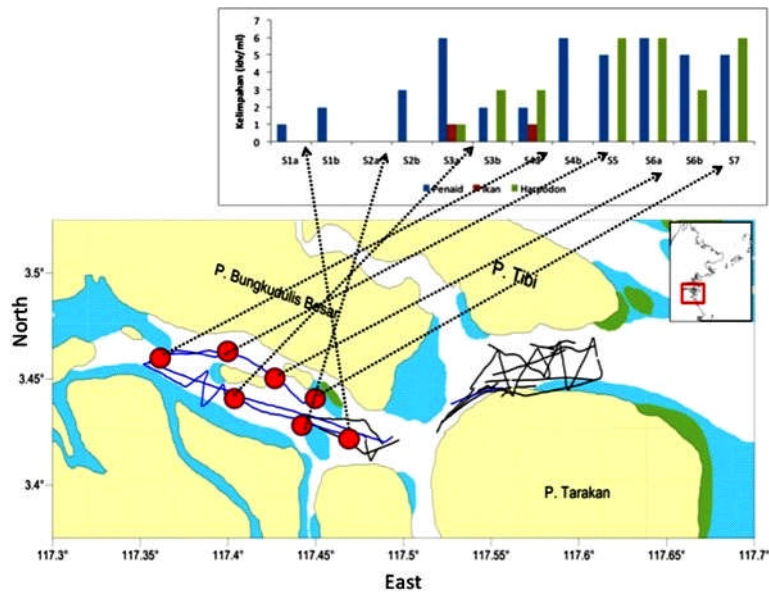 Kelimpahan (idv/ml)
7
6
5
4
3
2
1
0
S1a S1b S2a S2b S3a S3b S4a S4b S5 S6a S6b S7
Penaid Ikan Harpodon
North
3.5°
3.45°
3.4°
P. Bungkudulis Besar
P. Tibi
P. Tarakan
117.3° 117.35° 117.4° 117.45° 117.5° 117.55° 117.6° 117.65° 117.7°
East